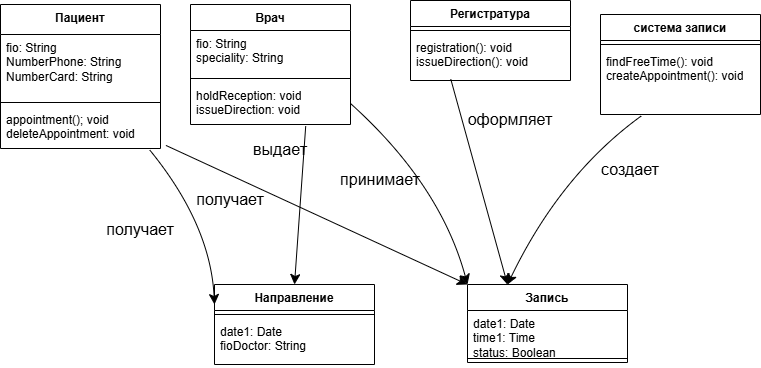 Пациент
fio: String
NumberPhone: String
NumberCard: String
appointment(); void
deleteAppointment: void
Врач
fio: String
speciality: String
holdReception: void
issueDirection: void
Регистратура
registration(): void
issueDirection(): void
система записи
findFreeTime(): void
createAppointment(): void
выдает
оформляет
принимает
создает
получает
получает
Направление
date1: Date
fioDoctor: String
Запись
date1: Date
time1: Time
status: Boolean